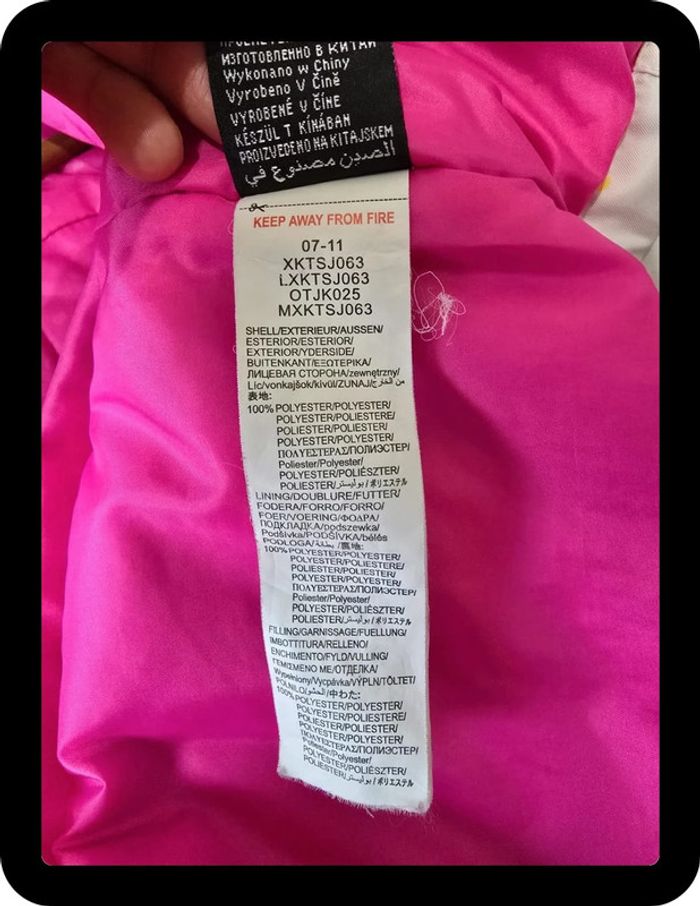 ИЗГОТОВЛЕННО В КИТАИ
Wykonano w Chiny
Vyrobeno V Číně
VYROBENÉ V ČÍNE
KÉSZÜL T KÍNÁBAN
PROIZVEDENO NA KITAJSKEM
الصين مصنوع في
KEEP AWAY FROM FIRE
07-11
XKTSJ063
LXKTSJ063
OTJK025
MXKTSJ063
SHELL/EXTERIEUR/AUSSEN/
ESTERIOR/ESTERIOR/
EXTERIOR/YDERSIDE/
BUITENKANT/ΕΞΩΤΕΡΙΚΑ/
ЛИЦЕВАЯ СТОРОНА/zewnętrzny/
Líc/vonkajšok/kívül/ZUNAJ/من الخارج/
表地:
100% POLYESTER/POLYESTER/
POLYESTER/POLIESTERE/
POLIESTER/POLIESTER/
POLYESTER/POLYESTER/
ΠΟΛΥΕΣΤΕΡΑΣ/ПОЛИЭСТЕР/
Poliester/Polyester/
POLYESTER/POLIÉSZTER/
POLIESTER/بوليستر/ポリエステル
LINING/DOUBLURE/FUTTER/
FODERA/FORRO/FORRO/
FOER/VOERING/ΦΟΔΡΑ/
ПОДКЛАДКА/podszewka/
Podšívka/PODŠÍVKA/bélés
PODLOGA/بطانة/裏地:
100% POLYESTER/POLYESTER/
POLYESTER/POLIESTERE/
POLIESTER/POLIESTER/
POLYESTER/POLYESTER/
ΠΟΛΥΕΣΤΕΡΑΣ/ПОЛИЭСТЕР/
Poliester/Polyester/
POLYESTER/POLIÉSZTER/
POLIESTER/بوليستر/ポリエステル
FILLING/GARNISSAGE/FUELLUNG/
IMBOTTITURA/RELLENO/
ENCHIMENTO/FYLD/VULLING/
ΓΕΜΙΣΜΕΝΟ ΜΕ/ОТДЕЛКА/
Wypełniony/Vycpávka/VÝPLN/TÖLTET/
POLNILO/الحشو/中わた:
100% POLYESTER/POLYESTER/
POLYESTER/POLIESTERE/
POLIESTER/POLIESTER/
POLYESTER/POLYESTER/
ΠΟΛΥΕΣΤΕΡΑΣ/ПОЛИЭСТЕР/
Poliester/Polyester/
POLYESTER/POLIÉSZTER/
POLIESTER/بوليستر/ポリエステル